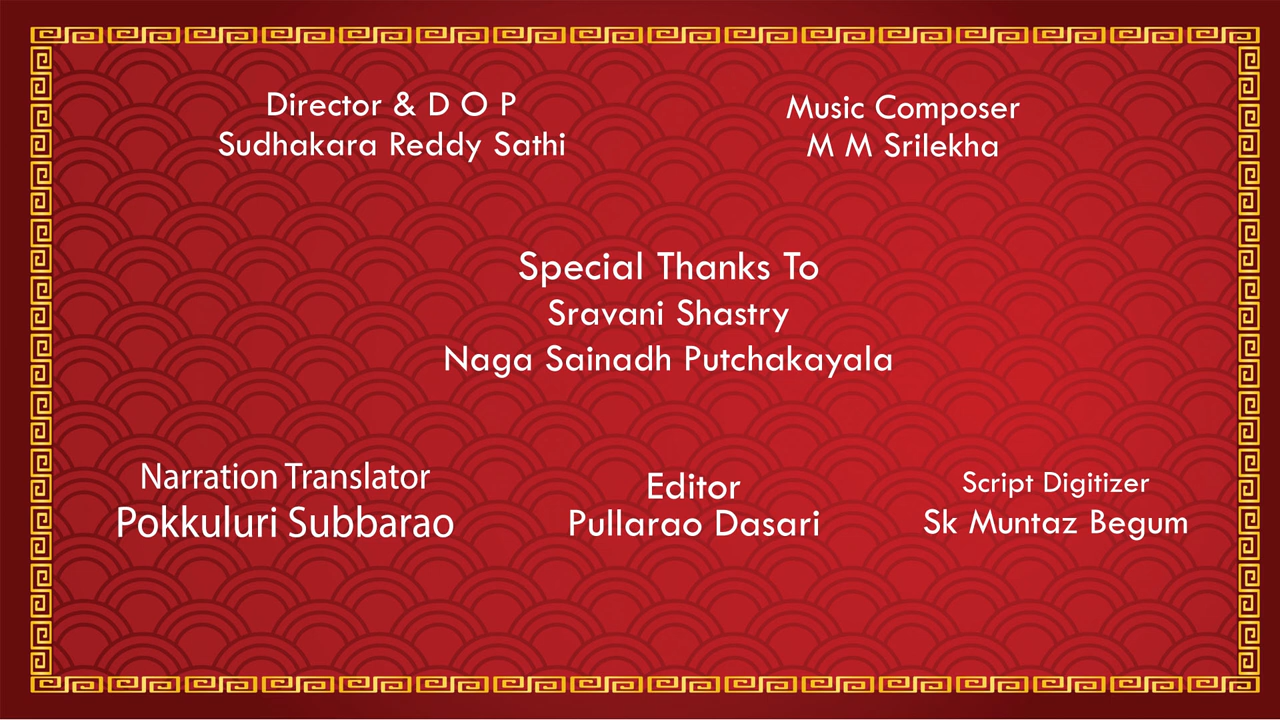 Director & D O P
Sudhakara Reddy Sathi
Music Composer
M M Srilekha
Special Thanks To
Sravani Shastry
Naga Sainadh Putchakayala
Narration Translator
Pokkuluri Subbarao
Editor
Pullarao Dasari
Script Digitizer
Sk Muntaz Begum